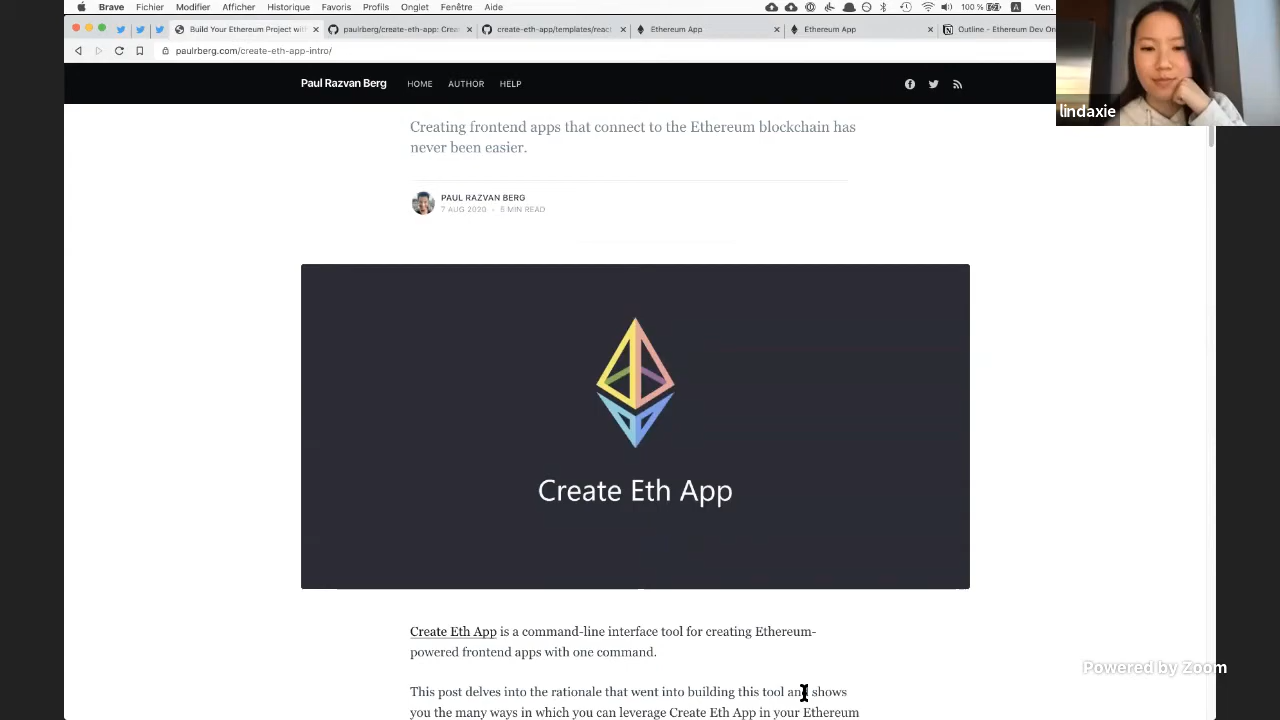 Brave Fichier Modifier Afficher Historique Favoris Profils Onglet Fenêtre Aide 100 % A Ven.
Build Your Ethereum Project wit paulrberg/create-eth-app: Crea create-eth-app/templates/reac Ethereum App Ethereum App Outline - Ethereum Dev On
paulrberg.com/create-eth-app-intro/
Paul Razvan Berg HOME AUTHOR HELP
lindaxie
Creating frontend apps that connect to the Ethereum blockchain has
never been easier.
PAUL RAZVAN BERG
7 AUG 2020 • 5 MIN READ
Create Eth App
Create Eth App is a command-line interface tool for creating Ethereum-
powered frontend apps with one command.
Powered by Zoom
This post delves into the rationale that went into building this tool and shows
you the many ways in which you can leverage Create Eth App in your Ethereum